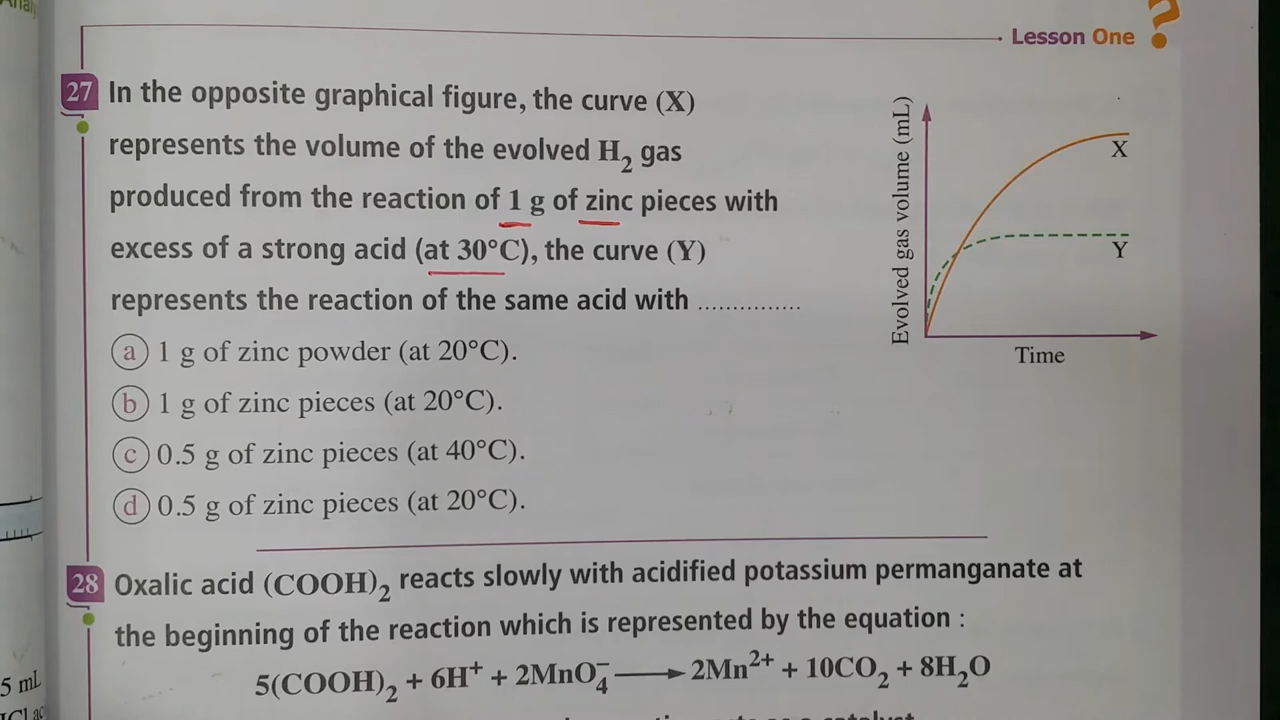 Lesson One ?
27 In the opposite graphical figure, the curve (X)
represents the volume of the evolved H₂ gas
produced from the reaction of 1 g of zinc pieces with
excess of a strong acid (at 30°C), the curve (Y)
represents the reaction of the same acid with ...............
a 1 g of zinc powder (at 20°C).
b 1 g of zinc pieces (at 20°C).
c 0.5 g of zinc pieces (at 40°C).
d 0.5 g of zinc pieces (at 20°C).
Evolved gas volume (mL)
X
Y
Time
28 Oxalic acid (COOH)₂ reacts slowly with acidified potassium permanganate at
the beginning of the reaction which is represented by the equation :
5(COOH)₂ + 6H⁺ + 2MnO₄⁻ ⟶ 2Mn²⁺ + 10CO₂ + 8H₂O
5 mL